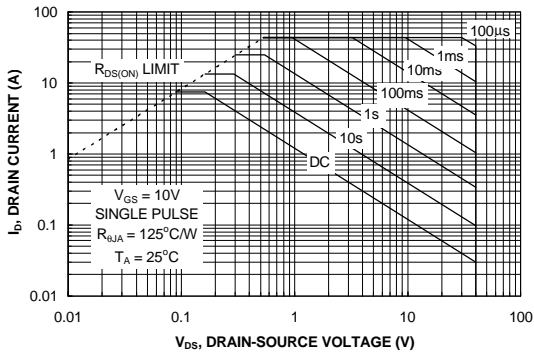 100
10
1
0.1
0.01
I_D, DRAIN CURRENT (A)
R_DS(ON) LIMIT
100µs
1ms
10ms
100ms
1s
10s
DC
V_GS = 10V
SINGLE PULSE
R_θJA = 125°C/W
T_A = 25°C
0.01 0.1 1 10 100
V_DS, DRAIN-SOURCE VOLTAGE (V)